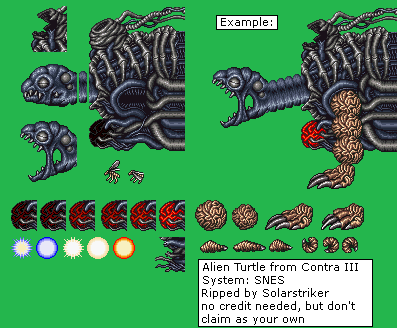 Example:
Alien Turtle from Contra III
System: SNES
Ripped by Solarstriker
no credit needed, but don't
claim as your own